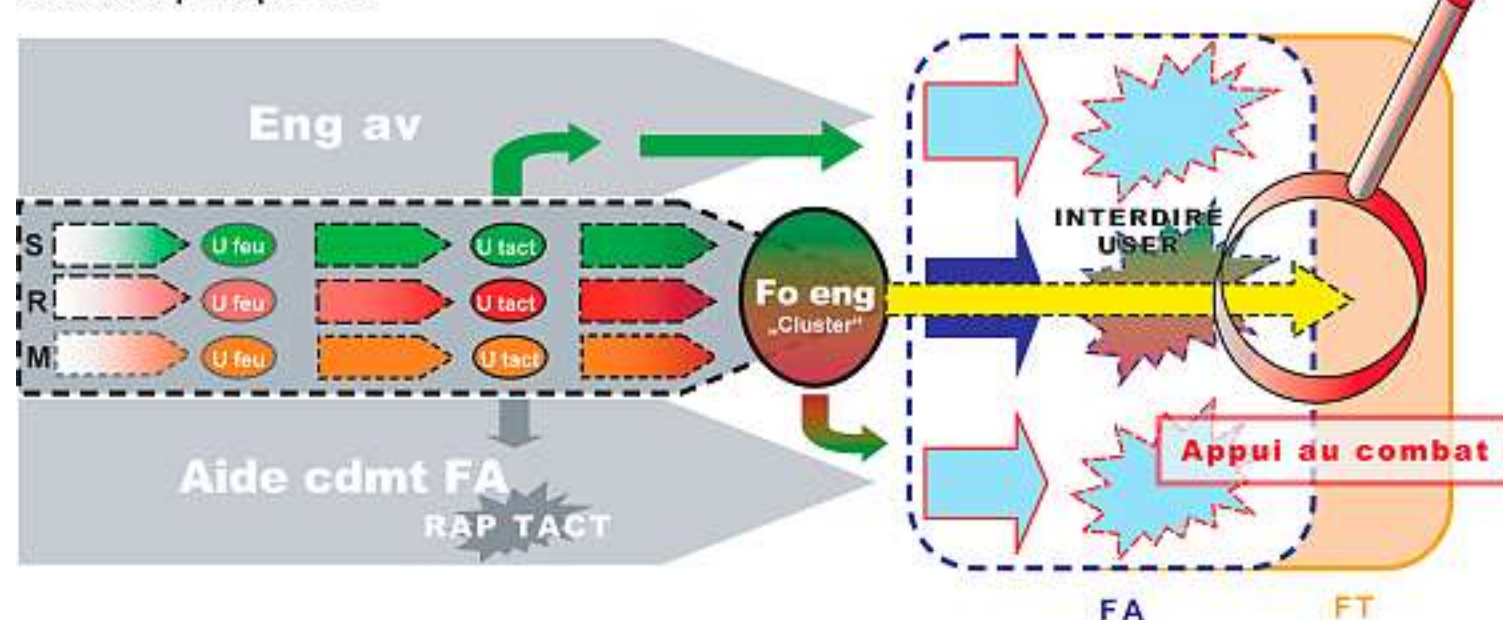 Eng av
S U feu U tact
R U feu U tact
M U feu U tact
Fo eng
„Cluster“
INTERDIRE
USER
Appui au combat
Aide cdmt FA
RAP TACT
FA
FT